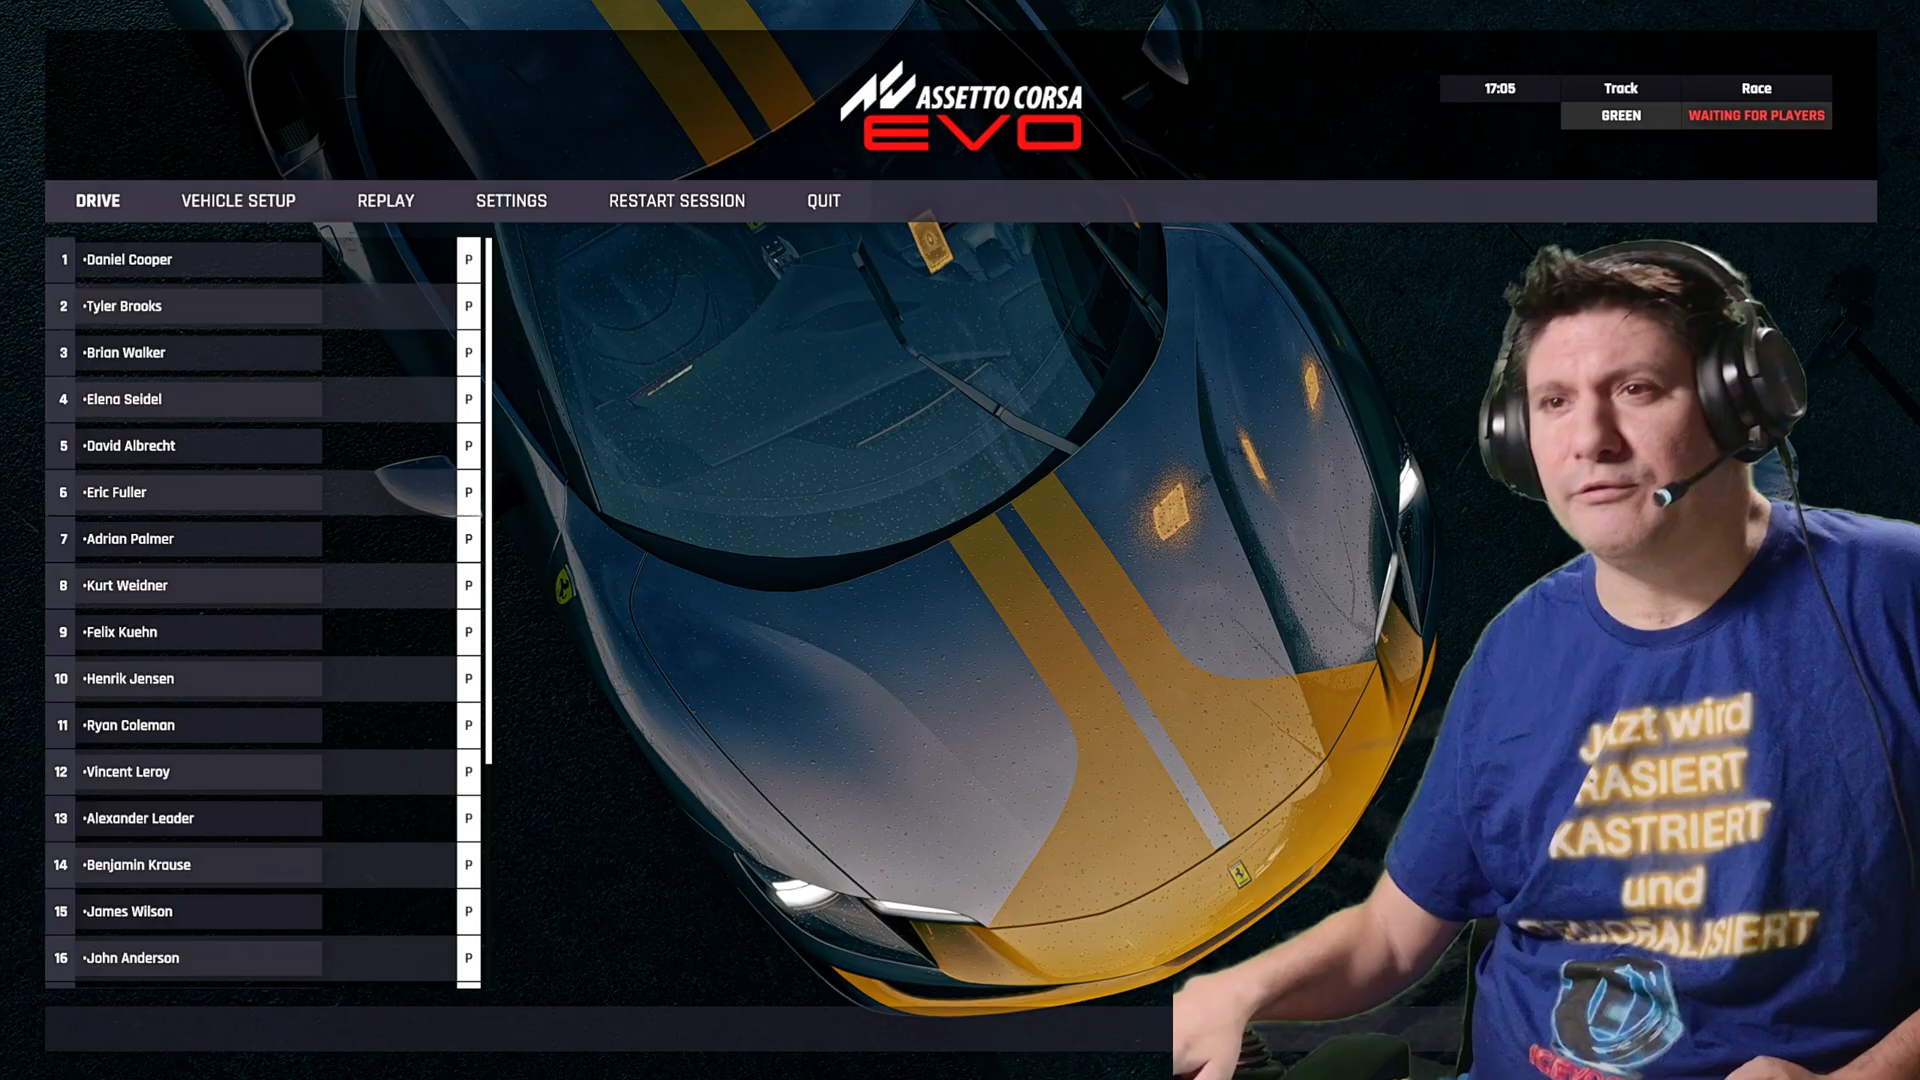 ASSETTO CORSA
EVO
17:05 Track Race
GREEN WAITING FOR PLAYERS
DRIVE VEHICLE SETUP REPLAY SETTINGS RESTART SESSION QUIT
1 •Daniel Cooper P
2 •Tyler Brooks P
3 •Brian Walker P
4 •Elena Seidel P
5 •David Albrecht P
6 •Eric Fuller P
7 •Adrian Palmer P
8 •Kurt Weidner P
9 •Felix Kuehn P
10 •Henrik Jensen P
11 •Ryan Coleman P
12 •Vincent Leroy P
13 •Alexander Leader P
14 •Benjamin Krause P
15 •James Wilson P
16 •John Anderson P
wird
RASIERT
KASTRIERT
und
DEMORALISIERT